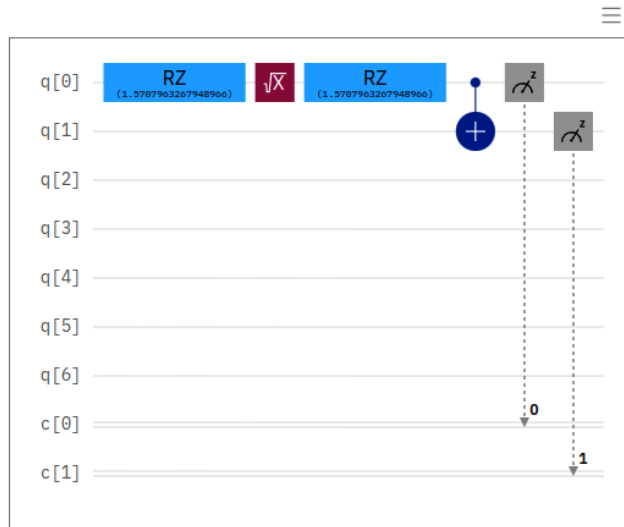 q[0] RZ √X RZ z
(1.5707963267948966) (1.5707963267948966)
q[1] z
q[2]
q[3]
q[4]
q[5]
q[6]
0
c[0]
1
c[1]